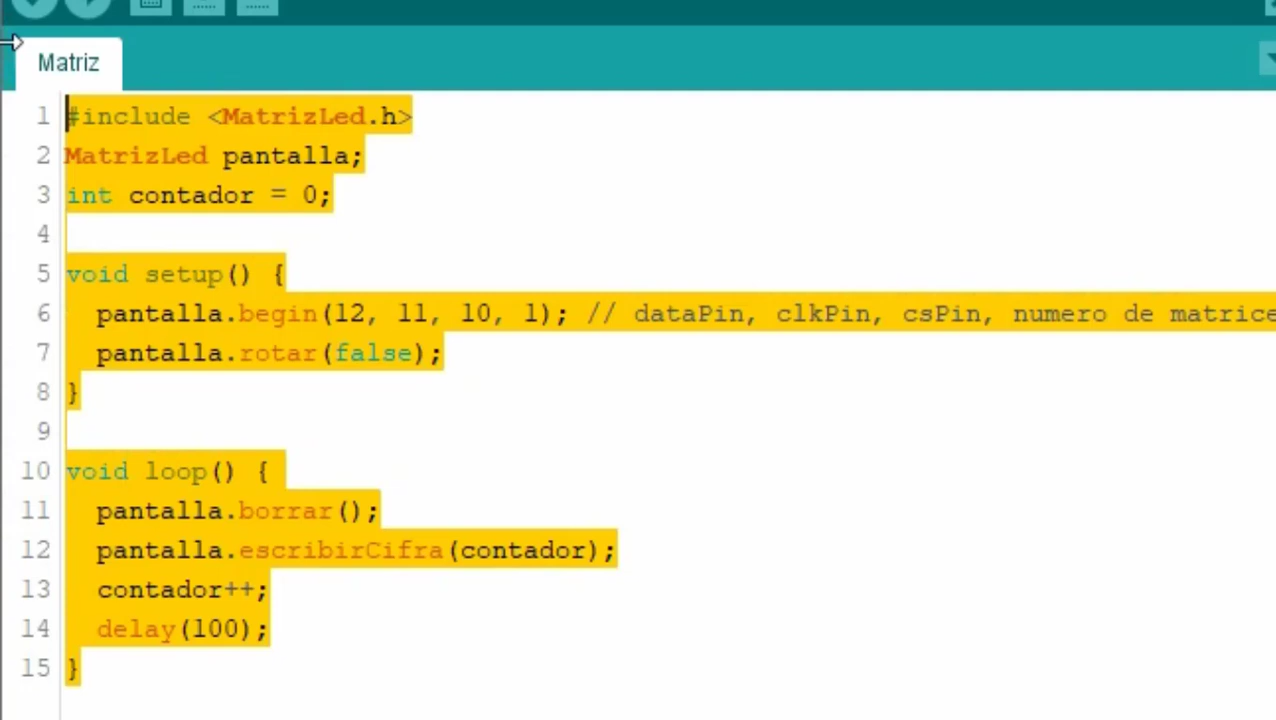 Matriz
1 #include <MatrizLed.h>
2 MatrizLed pantalla;
3 int contador = 0;
4
5 void setup() {
6   pantalla.begin(12, 11, 10, 1); // dataPin, clkPin, csPin, numero de matrice
7   pantalla.rotar(false);
8 }
9
10 void loop() {
11   pantalla.borrar();
12   pantalla.escribirCifra(contador);
13   contador++;
14   delay(100);
15 }